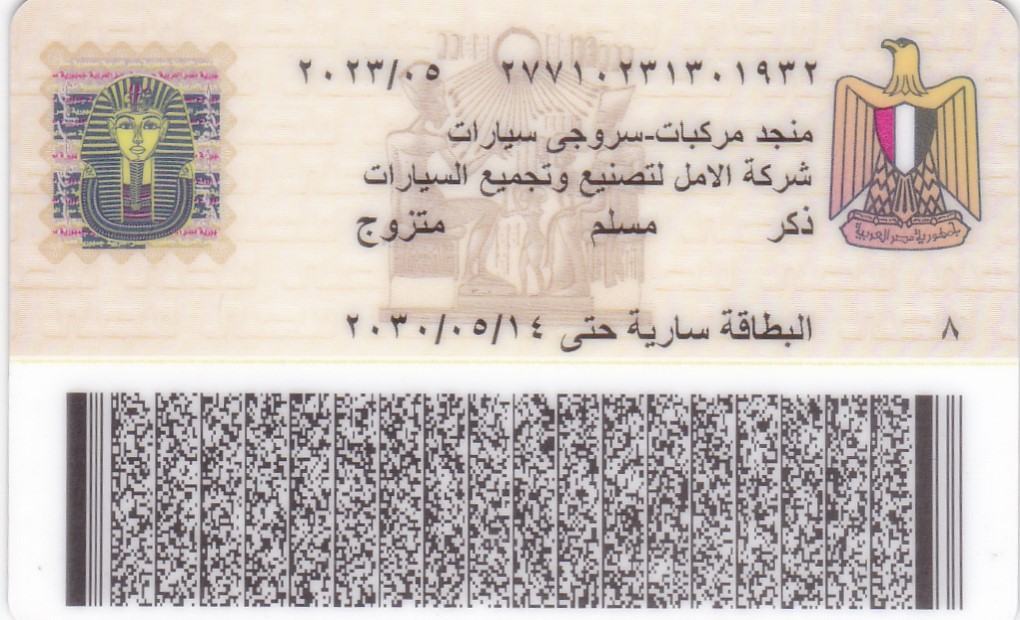 ٢٧٧١٠٢٣١٣٠١٩٣٢ ٢٠٢٣/٠٥
منجد مركبات-سروجى سيارات
شركة الامل لتصنيع وتجميع السيارات
ذكر مسلم متزوج
جمهورية مصر العربية
٨ البطاقة سارية حتى ٢٠٣٠/٠٥/١٤